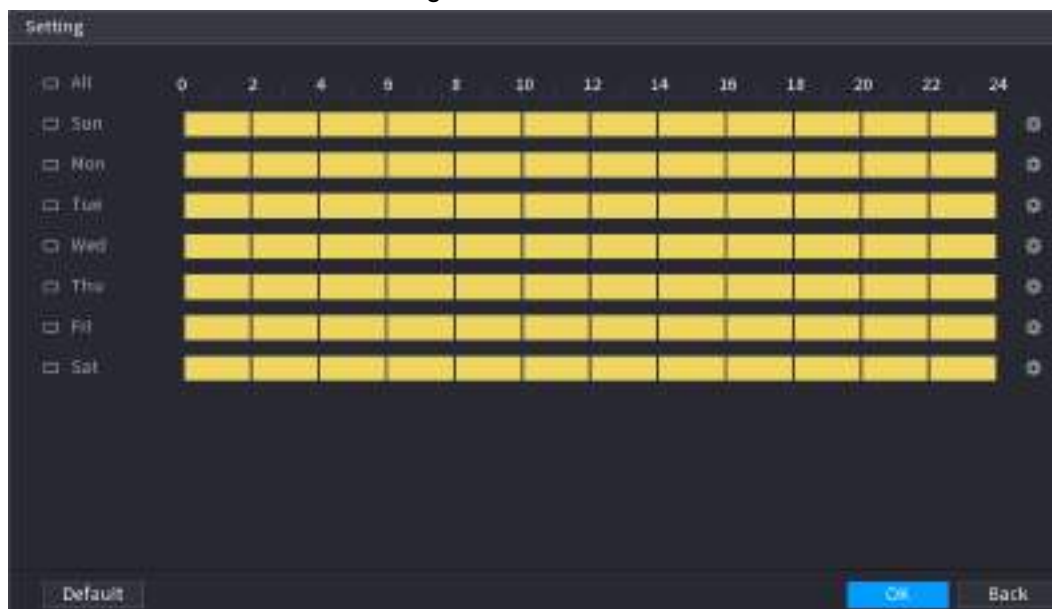 Setting
All 0 2 4 6 8 10 12 14 16 18 20 22 24
Sun
Mon
Tue
Wed
Thu
Fri
Sat
Default OK Back